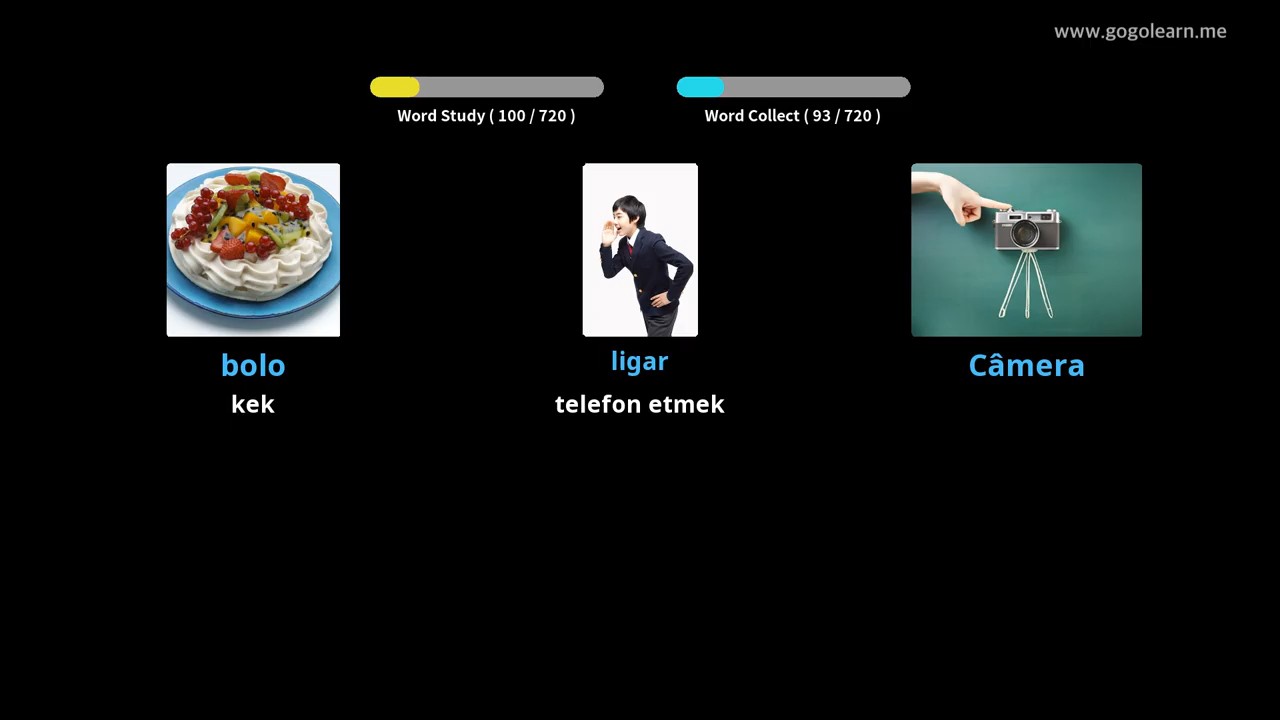 www.gogolearn.me
Word Study ( 100 / 720 )
Word Collect ( 93 / 720 )
bolo
kek
ligar
telefon etmek
Câmera